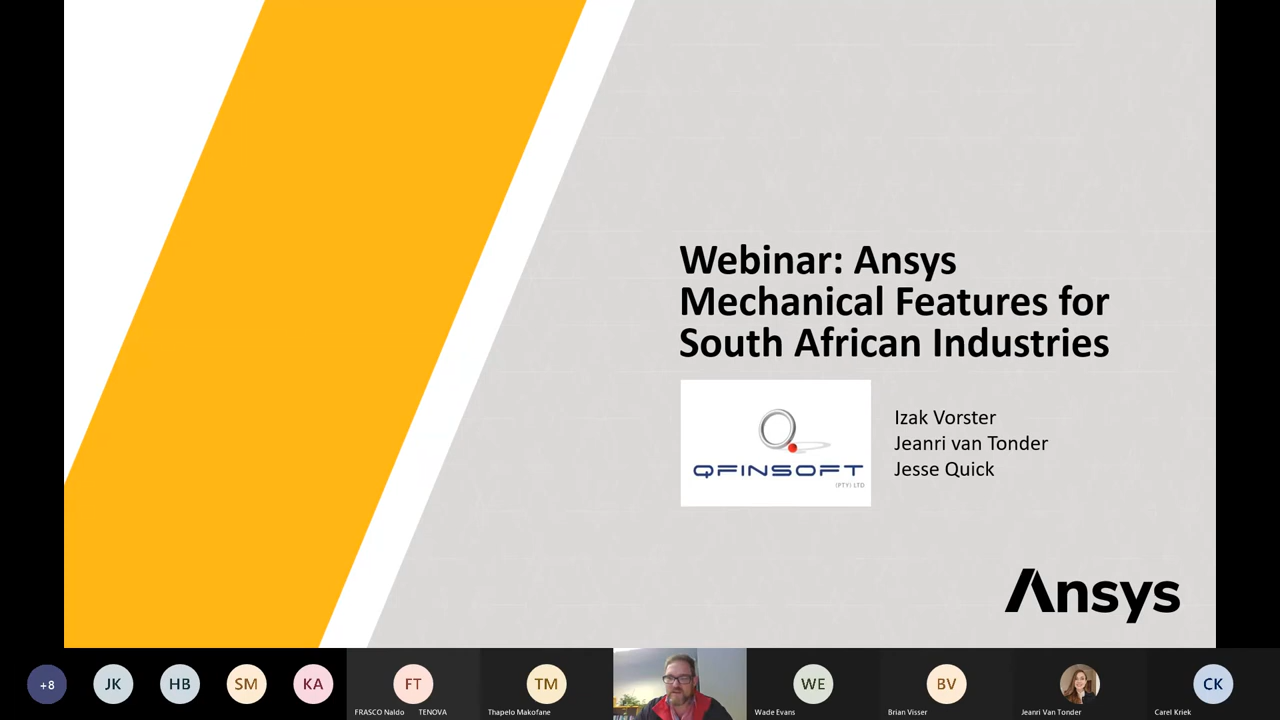 Webinar: Ansys
Mechanical Features for
South African Industries
QFINSOFT
(PTY) LTD
Izak Vorster
Jeanri van Tonder
Jesse Quick
Ansys
+8
JK
HB
SM
KA
FT
TM
WE
BV
CK
FRASCO Naldo TENOVA
Thapelo Makofane
Wade Evans
Brian Visser
Jeanri Van Tonder
Carel Kriek